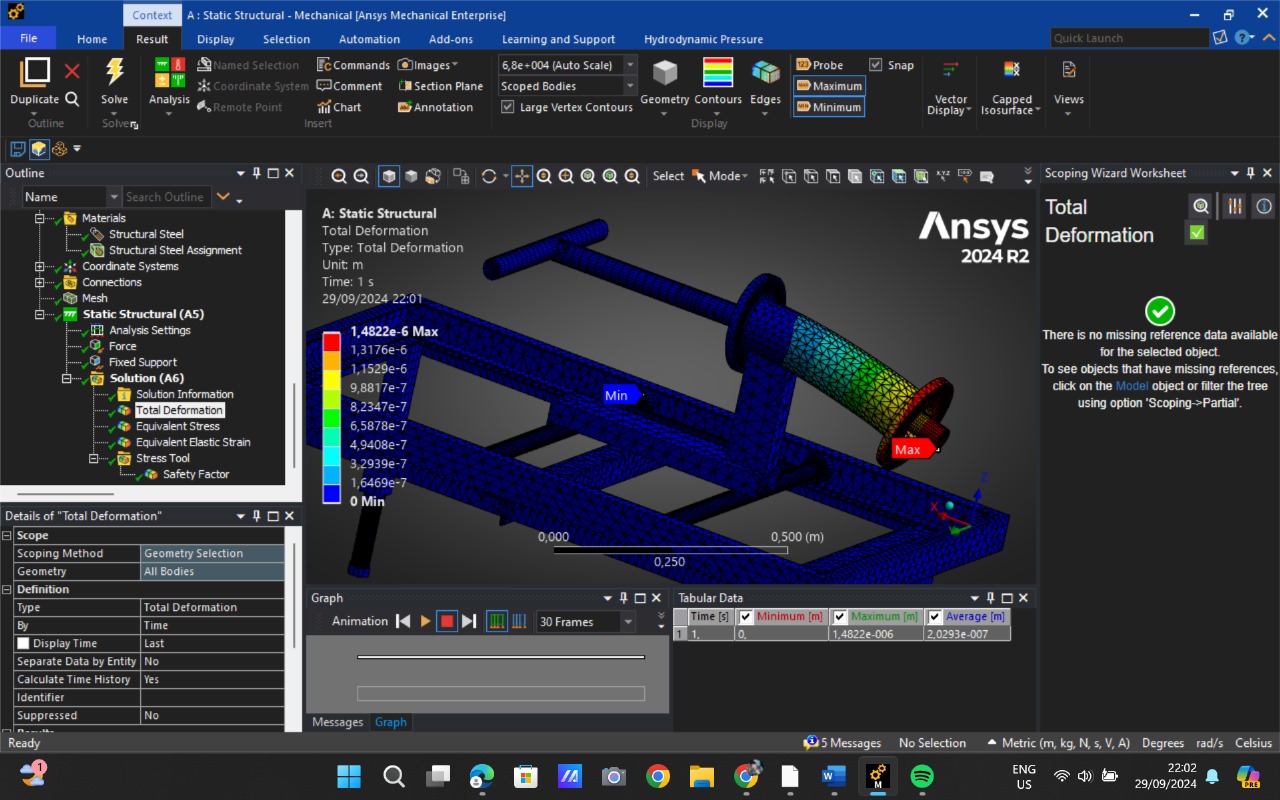 Context
A : Static Structural - Mechanical [Ansys Mechanical Enterprise]
File
Home
Result
Display
Selection
Automation
Add-ons
Learning and Support
Hydrodynamic Pressure
Quick Launch
Duplicate
Outline
Solve
Solve
Analysis
Named Selection
Coordinate System
Remote Point
Commands
Comment
Chart
Images
Section Plane
Annotation
Insert
6,8e+004 (Auto Scale)
Scoped Bodies
Large Vertex Contours
Geometry
Contours
Edges
Display
Probe
Maximum
Minimum
Snap
Vector
Display
Capped
Isosurface
Views
Outline
Name
Search Outline
Materials
Structural Steel
Structural Steel Assignment
Coordinate Systems
Connections
Mesh
Static Structural (A5)
Analysis Settings
Force
Fixed Support
Solution (A6)
Solution Information
Total Deformation
Equivalent Stress
Equivalent Elastic Strain
Stress Tool
Safety Factor
Details of "Total Deformation"
Scope
Scoping Method Geometry Selection
Geometry All Bodies
Definition
Type Total Deformation
By Time
Display Time Last
Separate Data by Entity No
Calculate Time History Yes
Identifier
Suppressed No
Select
Mode
A: Static Structural
Total Deformation
Type: Total Deformation
Unit: m
Time: 1 s
29/09/2024 22:01
1,4822e-6 Max
1,3176e-6
1,1529e-6
9,8817e-7
8,2347e-7
6,5878e-7
4,9408e-7
3,2939e-7
1,6469e-7
0 Min
Min
Max
Ansys
2024 R2
0,000
0,500 (m)
0,250
X
Z
Graph
Animation
30 Frames
Messages
Graph
Tabular Data
Time [s] Minimum [m] Maximum [m] Average [m]
1 1, 0, 1,4822e-006 2,0293e-007
Scoping Wizard Worksheet
Total
Deformation
There is no missing reference data available
for the selected object.
To see objects that have missing references,
click on the Model object or filter the tree
using option 'Scoping->Partial'.
Ready
5 Messages
No Selection
Metric (m, kg, N, s, V, A)
Degrees
rad/s
Celsius
1
M
ENG
US
22:02
29/09/2024
PRE